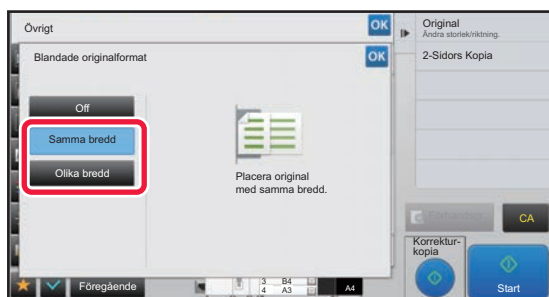 Övrigt
OK
Original
Ändra storlek/riktning.
Blandade originalformat
OK
2-Sidors Kopia
Off
Samma bredd
Olika bredd
Placera original
med samma bredd.
CA
Korrektur-
kopia
Föregående
3 B4
4 A3
A4
Start